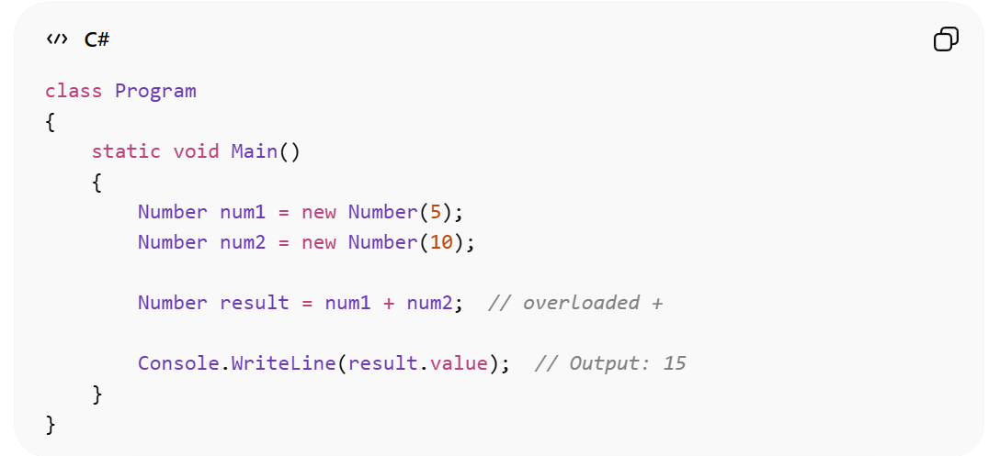 </> C#
class Program
{
    static void Main()
    {
        Number num1 = new Number(5);
        Number num2 = new Number(10);

        Number result = num1 + num2;  // overloaded +

        Console.WriteLine(result.value);  // Output: 15
    }
}